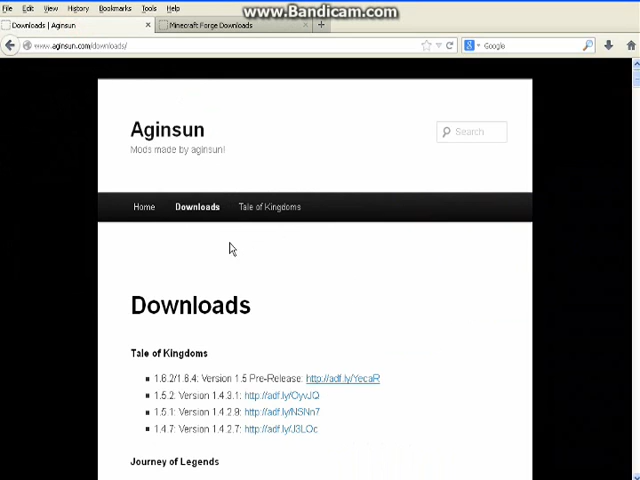 www.Bandicam.com
File Edit View History Bookmarks Tools Help
Downloads | Aginsun × Minecraft Forge Downloads × +
www.aginsun.com/downloads/ Google
Aginsun
Mods made by aginsun!
Search
Home Downloads Tale of Kingdoms
Downloads
Tale of Kingdoms
1.6.2/1.6.4: Version 1.5 Pre-Release: http://adf.ly/YecaR
1.5.2: Version 1.4.3.1: http://adf.ly/OyvJQ
1.5.1: Version 1.4.2.9: http://adf.ly/NSNn7
1.4.7: Version 1.4.2.7: http://adf.ly/J3LOc
Journey of Legends